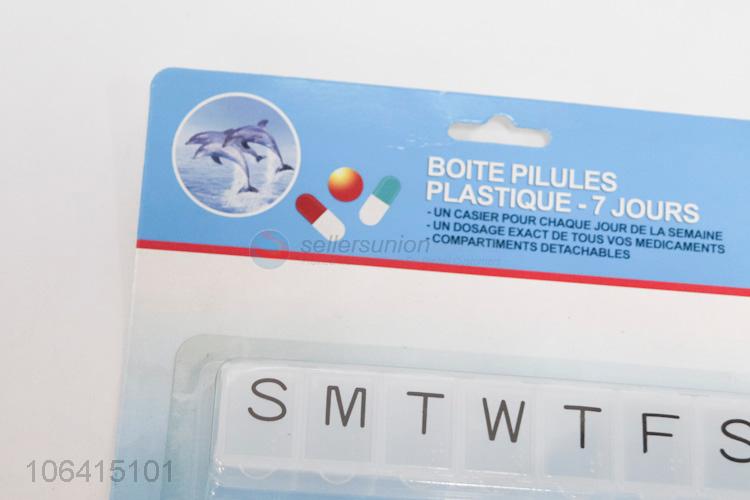 BOITE PILULES
PLASTIQUE - 7 JOURS
- UN CASIER POUR CHAQUE JOUR DE LA SEMAINE
- UN DOSAGE EXACT DE TOUS VOS MEDICAMENTS
- COMPARTIMENTS DETACHABLES
sellersunion
S M T W T F S
106415101